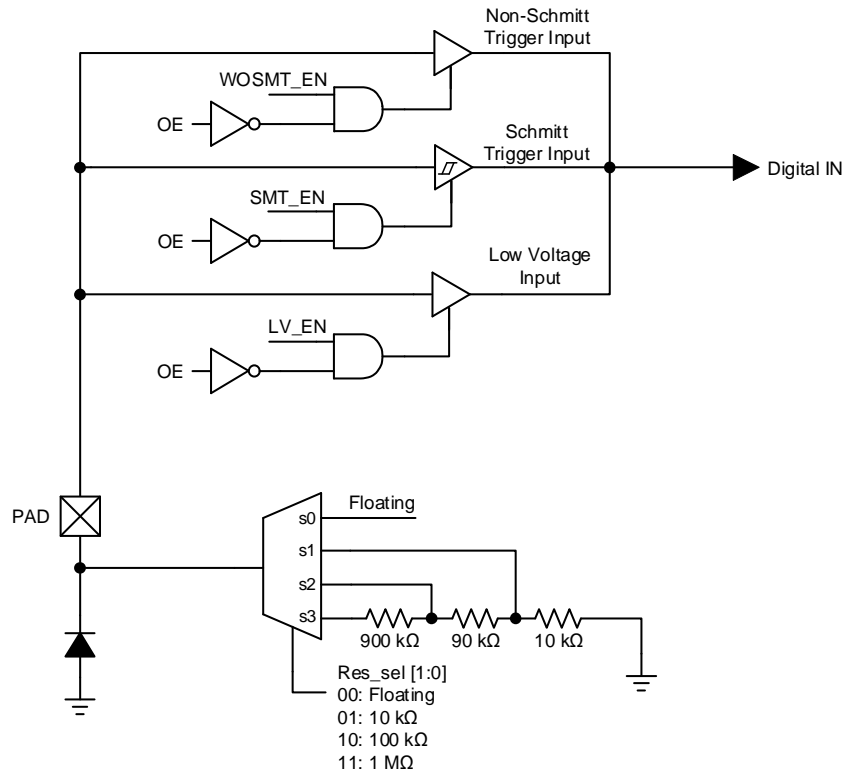 Non-Schmitt
Trigger Input
WOSMT_EN
OE
Schmitt
Trigger Input
Digital IN
SMT_EN
OE
Low Voltage
Input
LV_EN
OE
PAD
Floating
s0
s1
s2
s3
900 kΩ
90 kΩ
10 kΩ
Res_sel [1:0]
00: Floating
01: 10 kΩ
10: 100 kΩ
11: 1 MΩ